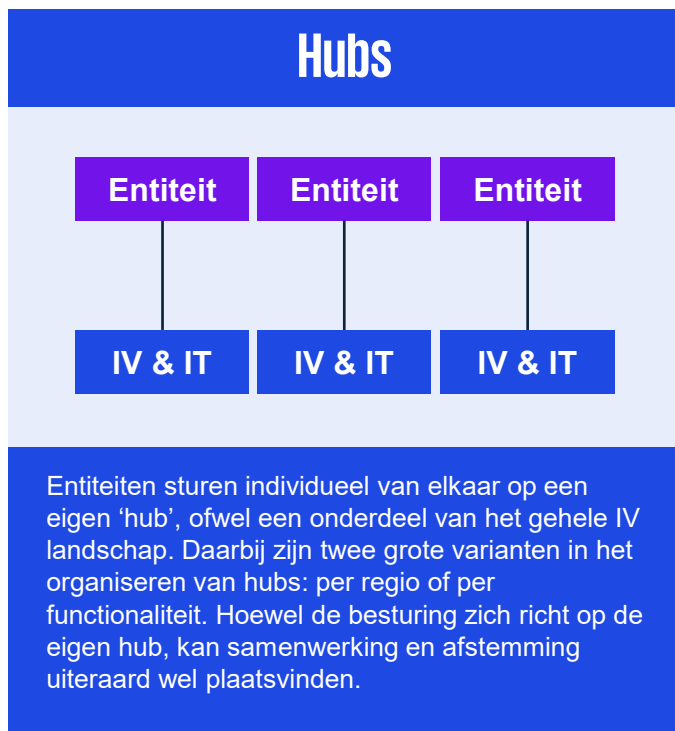 Hubs
Entiteit Entiteit Entiteit
IV & IT IV & IT IV & IT
Entiteiten sturen individueel van elkaar op een
eigen ‘hub’, ofwel een onderdeel van het gehele IV
landschap. Daarbij zijn twee grote varianten in het
organiseren van hubs: per regio of per
functionaliteit. Hoewel de besturing zich richt op de
eigen hub, kan samenwerking en afstemming
uiteraard wel plaatsvinden.